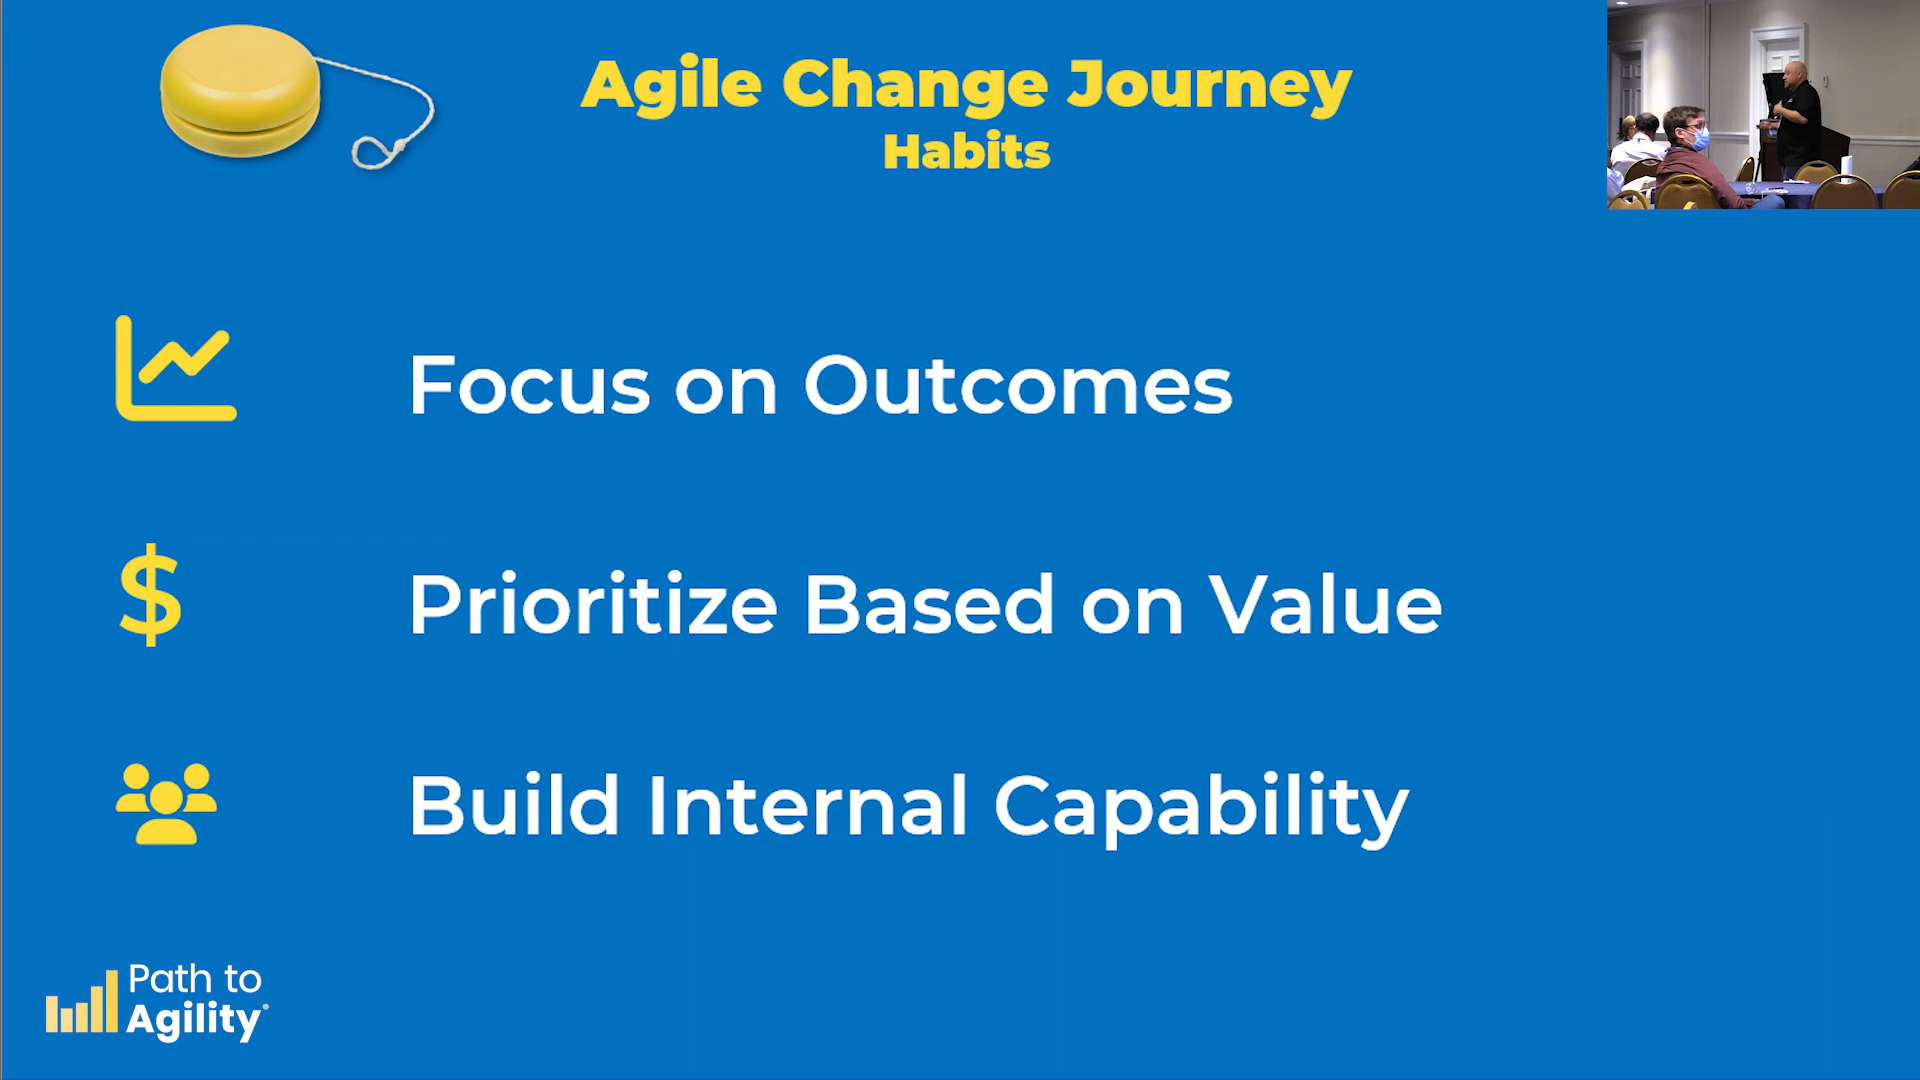 Agile Change Journey
Habits
Focus on Outcomes
$
Prioritize Based on Value
Build Internal Capability
Path to
Agility®